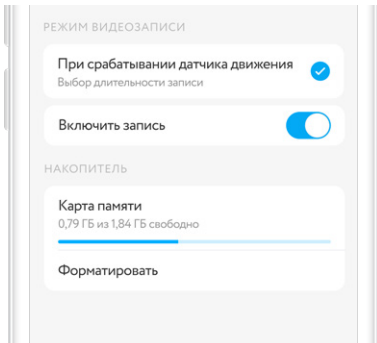 РЕЖИМ ВИДЕОЗАПИСИ
При срабатывании датчика движения
Выбор длительности записи
Включить запись
НАКОПИТЕЛЬ
Карта памяти
0,79 ГБ из 1,84 ГБ свободно
Форматировать